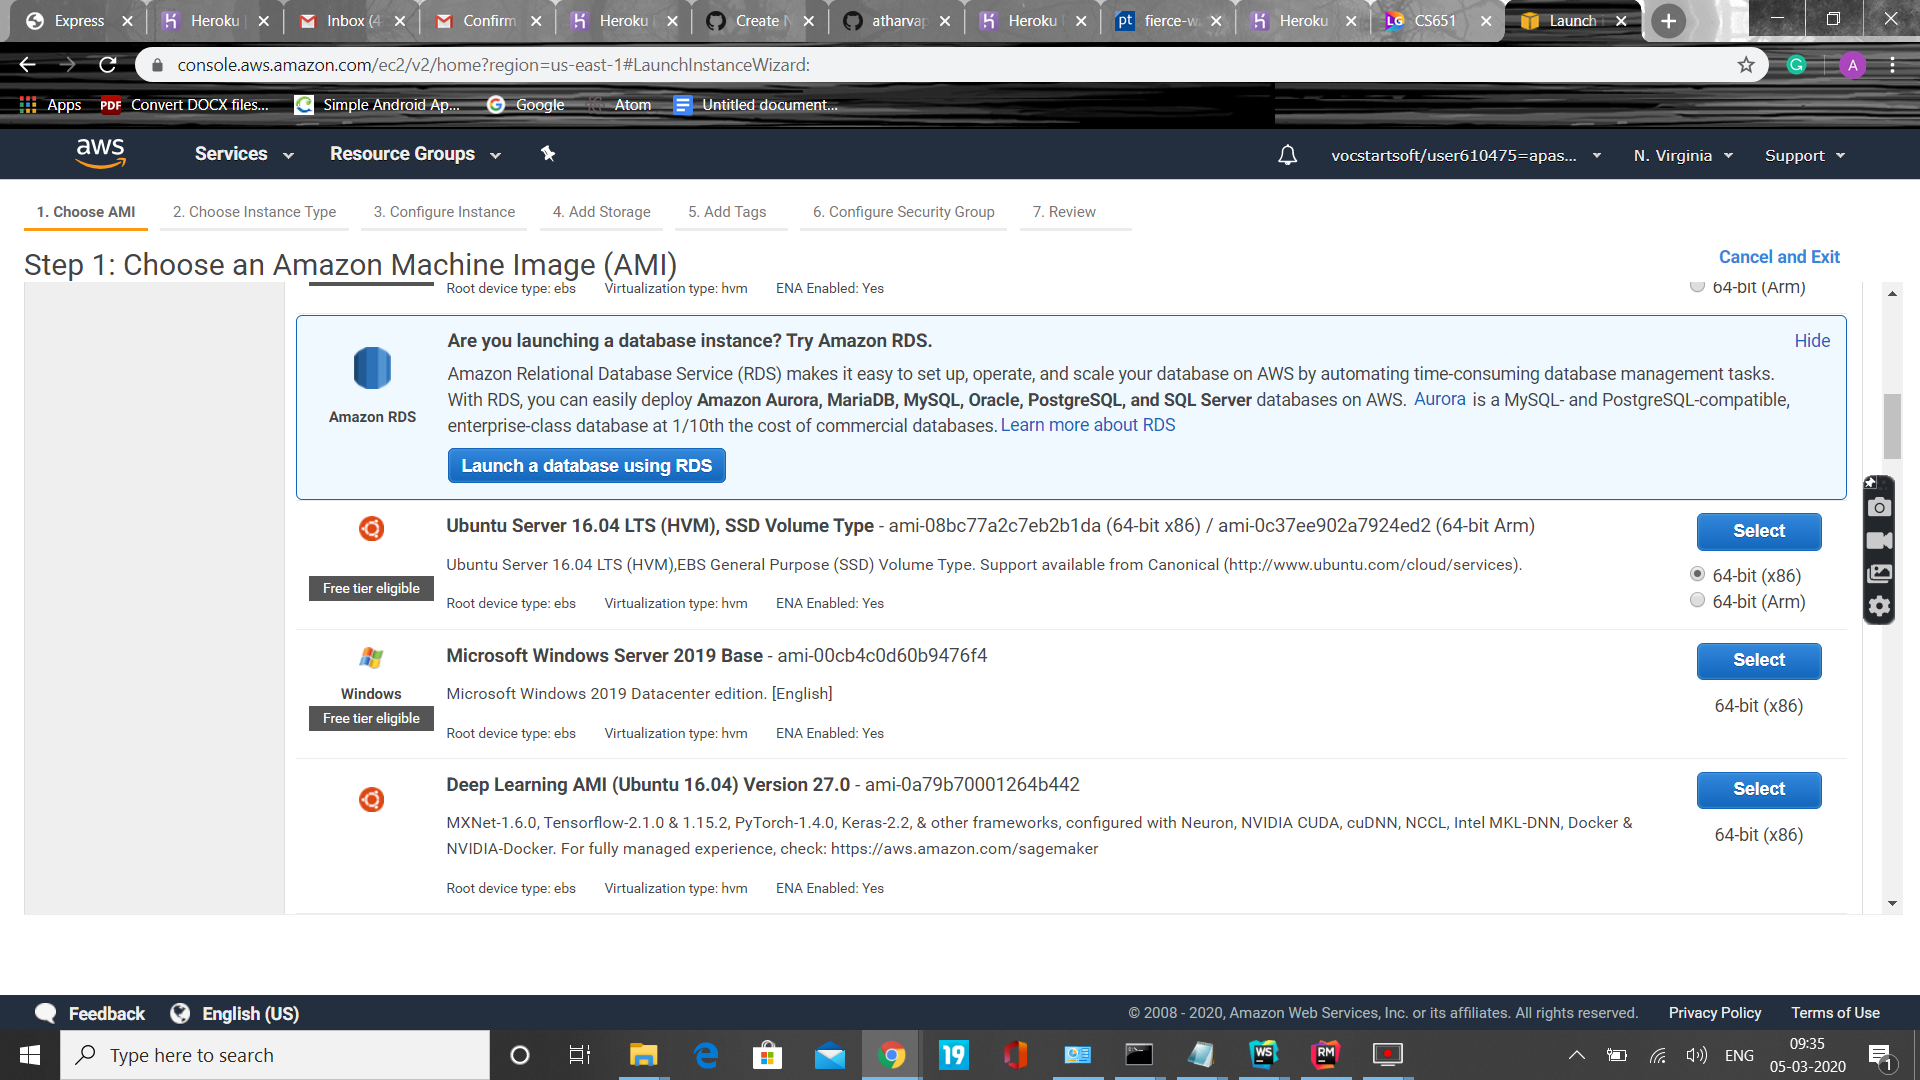 Express
Heroku
Inbox (4
Confirm
Heroku
Create N
atharvap
Heroku
pt fierce-w
Heroku
LG CS651
Launch
console.aws.amazon.com/ec2/v2/home?region=us-east-1#LaunchInstanceWizard:
G
A
Apps
PDF Convert DOCX files...
Simple Android Ap...
Google
Atom
Untitled document...
aws
Services
Resource Groups
vocstartsoft/user610475=apas...
N. Virginia
Support
1. Choose AMI
2. Choose Instance Type
3. Configure Instance
4. Add Storage
5. Add Tags
6. Configure Security Group
7. Review
Step 1: Choose an Amazon Machine Image (AMI)
Cancel and Exit
Root device type: ebs Virtualization type: hvm ENA Enabled: Yes
64-bit (Arm)
Are you launching a database instance? Try Amazon RDS.
Hide
Amazon RDS
Amazon Relational Database Service (RDS) makes it easy to set up, operate, and scale your database on AWS by automating time-consuming database management tasks.
With RDS, you can easily deploy Amazon Aurora, MariaDB, MySQL, Oracle, PostgreSQL, and SQL Server databases on AWS. Aurora is a MySQL- and PostgreSQL-compatible,
enterprise-class database at 1/10th the cost of commercial databases. Learn more about RDS
Launch a database using RDS
Ubuntu Server 16.04 LTS (HVM), SSD Volume Type - ami-08bc77a2c7eb2b1da (64-bit x86) / ami-0c37ee902a7924ed2 (64-bit Arm)
Select
Ubuntu Server 16.04 LTS (HVM),EBS General Purpose (SSD) Volume Type. Support available from Canonical (http://www.ubuntu.com/cloud/services).
64-bit (x86)
Free tier eligible
Root device type: ebs Virtualization type: hvm ENA Enabled: Yes
64-bit (Arm)
Microsoft Windows Server 2019 Base - ami-00cb4c0d60b9476f4
Select
Windows
Microsoft Windows 2019 Datacenter edition. [English]
64-bit (x86)
Free tier eligible
Root device type: ebs Virtualization type: hvm ENA Enabled: Yes
Deep Learning AMI (Ubuntu 16.04) Version 27.0 - ami-0a79b70001264b442
Select
MXNet-1.6.0, Tensorflow-2.1.0 & 1.15.2, PyTorch-1.4.0, Keras-2.2, & other frameworks, configured with Neuron, NVIDIA CUDA, cuDNN, NCCL, Intel MKL-DNN, Docker &
64-bit (x86)
NVIDIA-Docker. For fully managed experience, check: https://aws.amazon.com/sagemaker
Root device type: ebs Virtualization type: hvm ENA Enabled: Yes
Feedback
English (US)
© 2008 - 2020, Amazon Web Services, Inc. or its affiliates. All rights reserved.
Privacy Policy
Terms of Use
Type here to search
19
WS
RM
ENG
09:35
05-03-2020
1